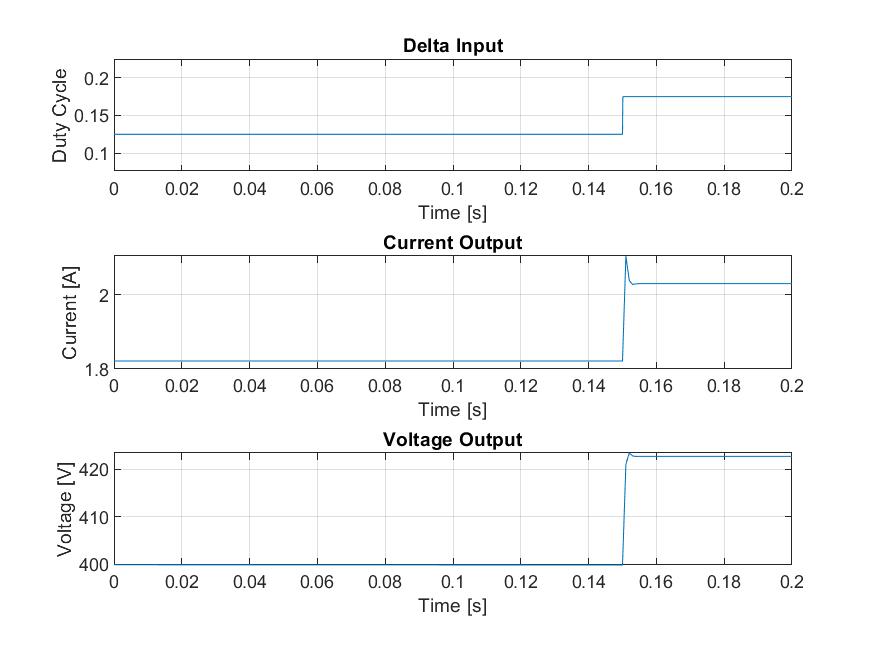 Delta Input
Duty Cycle
0.2
0.15
0.1
0 0.02 0.04 0.06 0.08 0.1 0.12 0.14 0.16 0.18 0.2
Time [s]
Current Output
Current [A]
2
1.8
0 0.02 0.04 0.06 0.08 0.1 0.12 0.14 0.16 0.18 0.2
Time [s]
Voltage Output
Voltage [V]
420
410
400
0 0.02 0.04 0.06 0.08 0.1 0.12 0.14 0.16 0.18 0.2
Time [s]